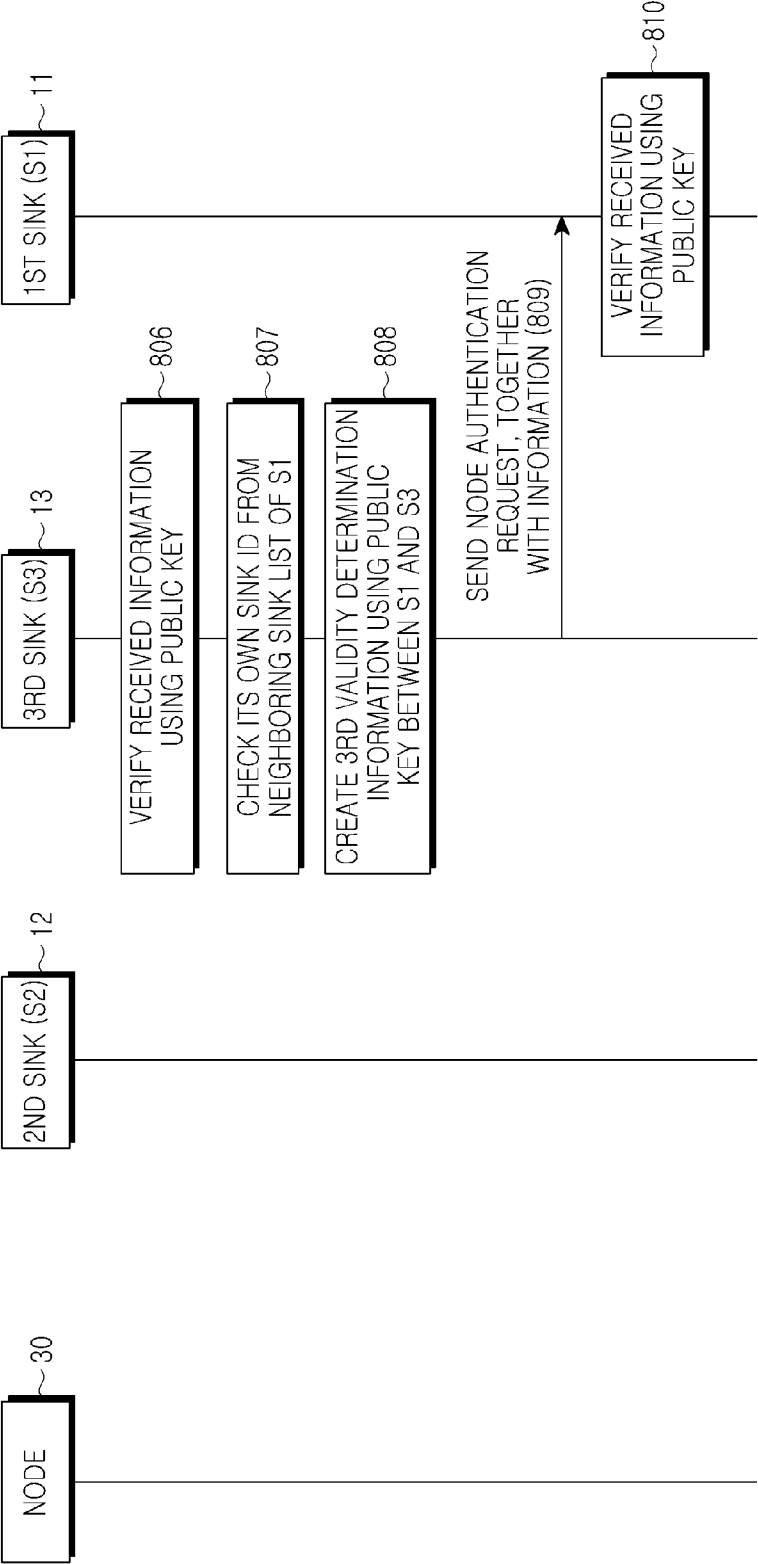 NODE
30
2ND SINK (S2)
12
3RD SINK (S3)
13
1ST SINK (S1)
11
VERIFY RECEIVED INFORMATION
USING PUBLIC KEY
806
CHECK ITS OWN SINK ID FROM
NEIGHBORING SINK LIST OF S1
807
CREATE 3RD VALIDITY DETERMINATION
INFORMATION USING PUBLIC
KEY BETWEEN S1 AND S3
808
SEND NODE AUTHENTICATION
REQUEST, TOGETHER
WITH INFORMATION (809)
VERIFY RECEIVED
INFORMATION USING
PUBLIC KEY
810